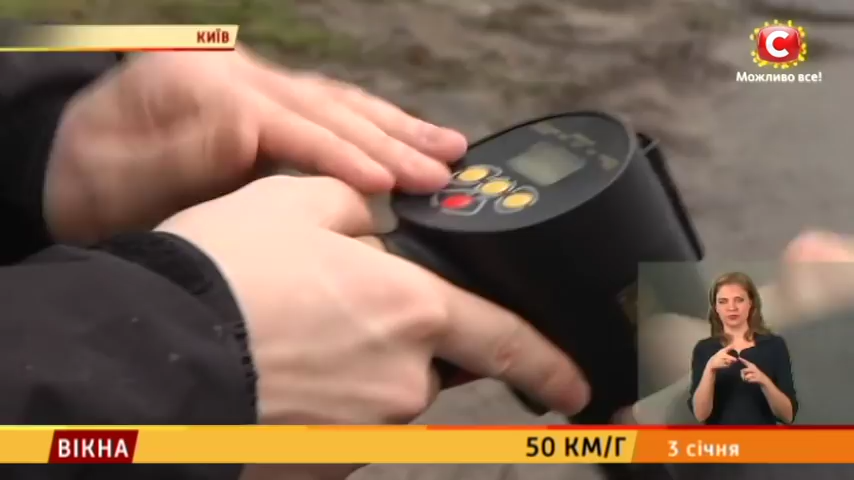 КИЇВ
С
Можливо все!
ВІКНА
50 КМ/Г
3 січня